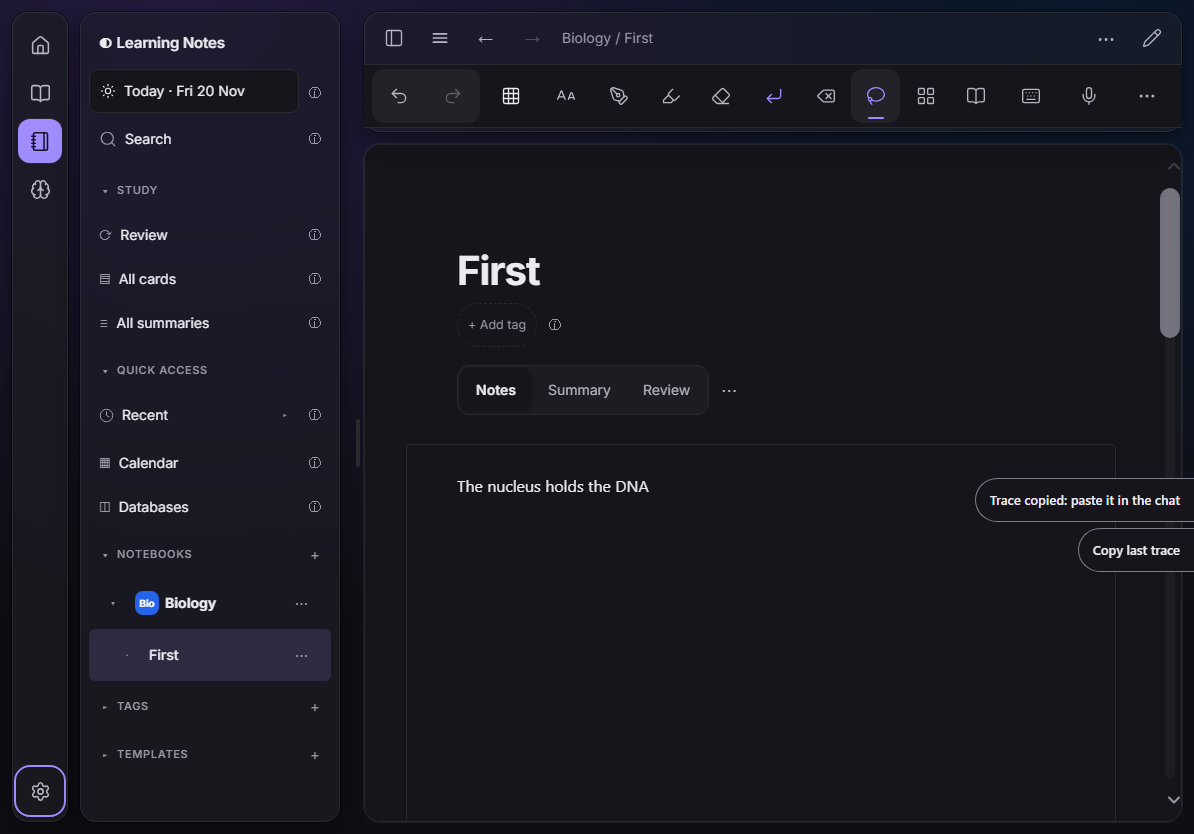 Learning Notes
Today · Fri 20 Nov
Search
STUDY
Review
All cards
All summaries
QUICK ACCESS
Recent
Calendar
Databases
NOTEBOOKS
+
Bio Biology
First
TAGS
+
TEMPLATES
+
Biology / First
AA
First
+ Add tag
Notes Summary Review
The nucleus holds the DNA
Trace copied: paste it in the chat
Copy last trace